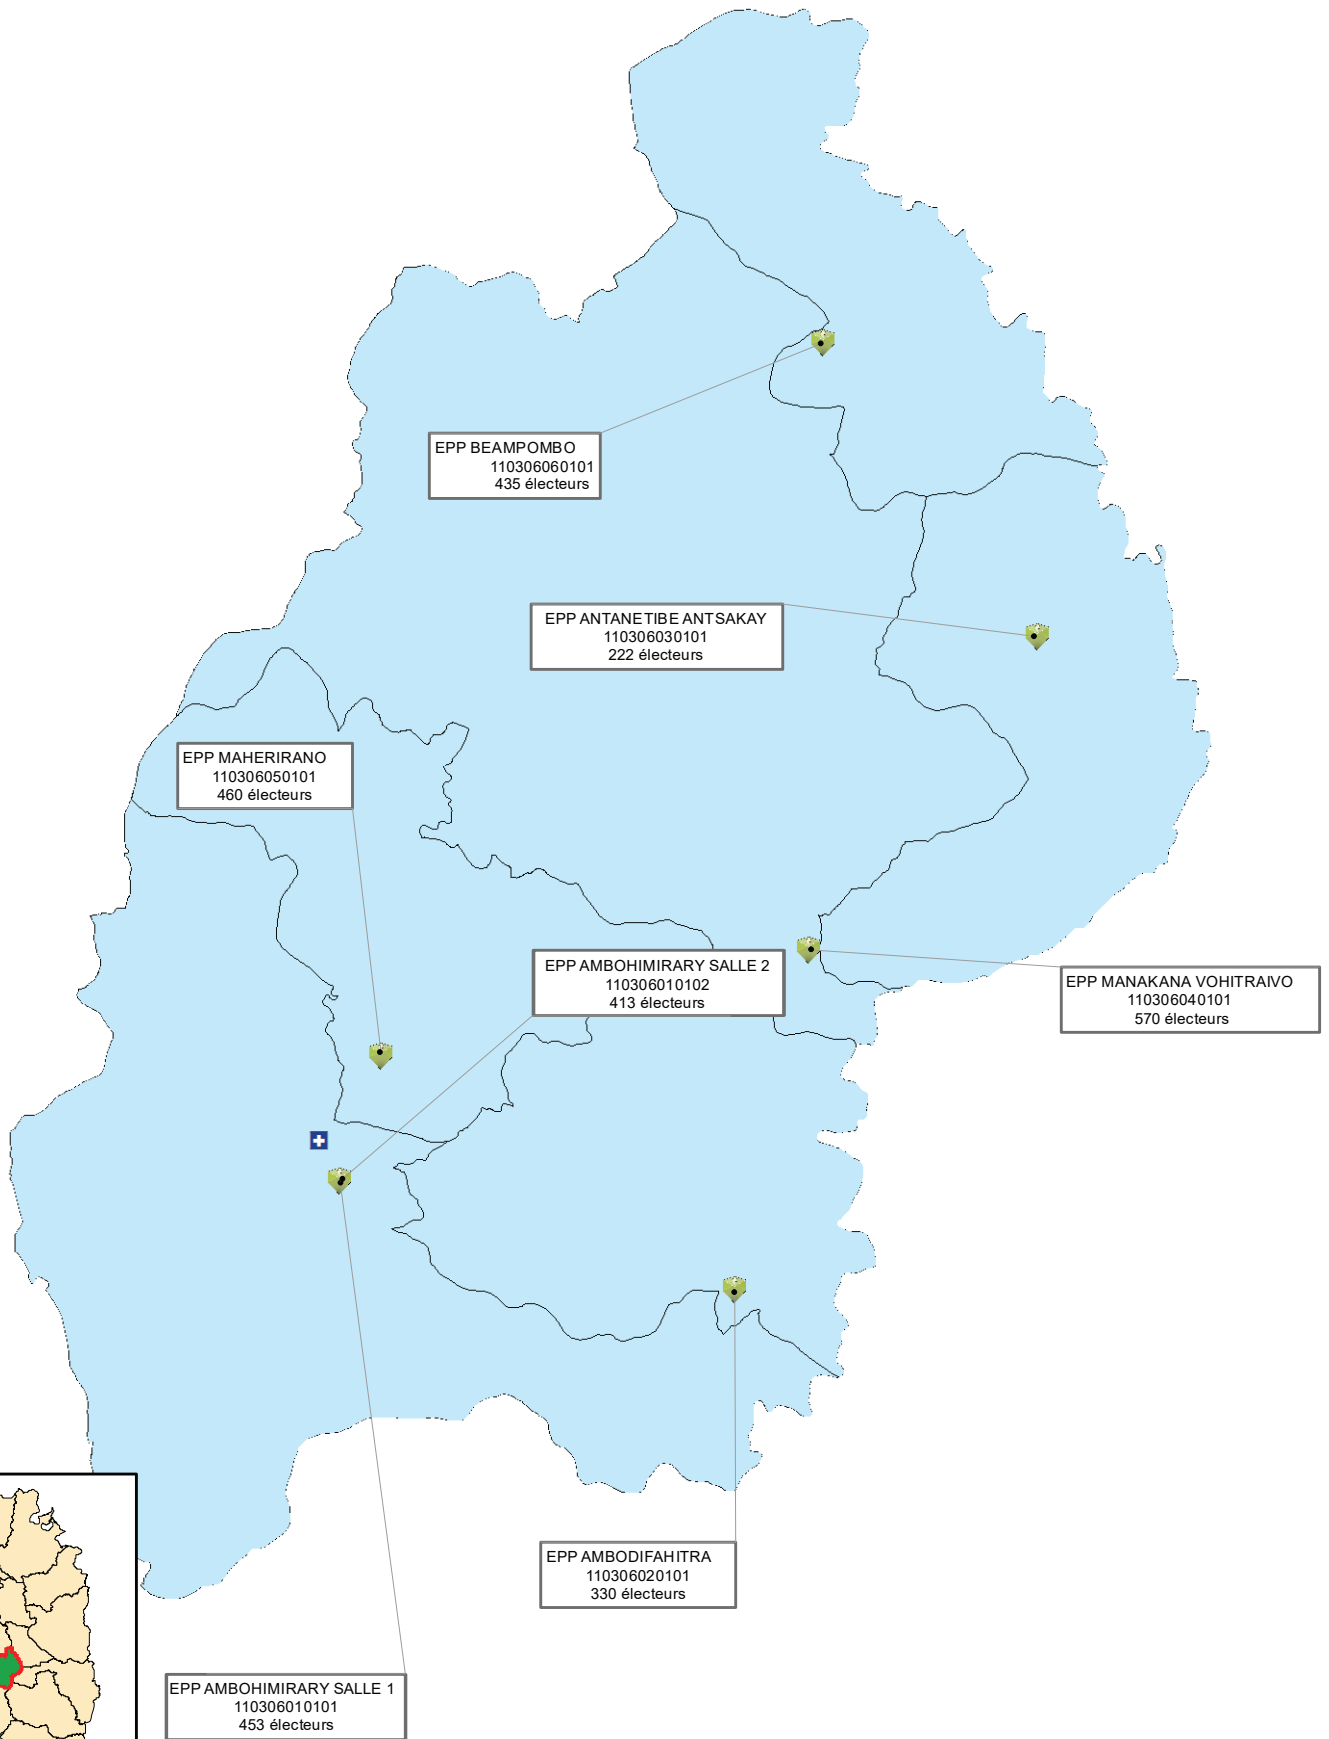 EPP BEAMPOMBO
110306060101
435 électeurs
EPP ANTANETIBE ANTSAKAY
110306030101
222 électeurs
EPP MAHERIRANO
110306050101
460 électeurs
EPP AMBOHIMIRARY SALLE 2
110306010102
413 électeurs
EPP MANAKANA VOHITRAIVO
110306040101
570 électeurs
EPP AMBODIFAHITRA
110306020101
330 électeurs
EPP AMBOHIMIRARY SALLE 1
110306010101
453 électeurs